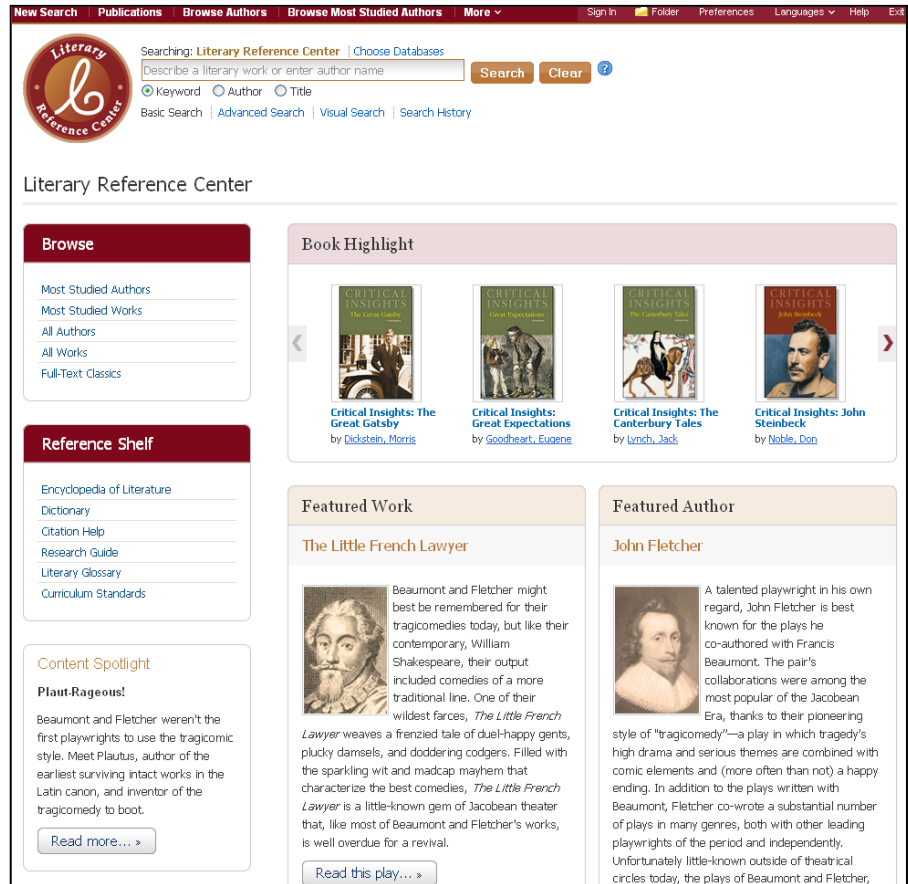 New Search Publications Browse Authors Browse Most Studied Authors More Sign In Folder Preferences Languages Help Exit
Literary
Reference Center
Searching: Literary Reference Center Choose Databases
Describe a literary work or enter author name Search Clear ?
Keyword Author Title
Basic Search Advanced Search Visual Search Search History
Literary Reference Center
Browse
Most Studied Authors
Most Studied Works
All Authors
All Works
Full-Text Classics
Reference Shelf
Encyclopedia of Literature
Dictionary
Citation Help
Research Guide
Literary Glossary
Curriculum Standards
Content Spotlight
Plaut-Rageous!
Beaumont and Fletcher weren't the
first playwrights to use the tragicomic
style. Meet Plautus, author of the
earliest surviving intact works in the
Latin canon, and inventor of the
tragicomedy to boot.
Read more... »
Book Highlight
CRITICAL
INSIGHTS
The Great Gatsby
Critical Insights: The
Great Gatsby
by Dickstein, Morris
CRITICAL
INSIGHTS
Great Expectations
Critical Insights:
Great Expectations
by Goodheart, Eugene
CRITICAL
INSIGHTS
The Canterbury Tales
Critical Insights: The
Canterbury Tales
by Lynch, Jack
CRITICAL
INSIGHTS
John Steinbeck
Critical Insights: John
Steinbeck
by Noble, Don
Featured Work
The Little French Lawyer
Beaumont and Fletcher might
best be remembered for their
tragicomedies today, but like their
contemporary, William
Shakespeare, their output
included comedies of a more
traditional line. One of their
wildest farces, The Little French
Lawyer weaves a frenzied tale of duel-happy gents,
plucky damsels, and doddering codgers. Filled with
the sparkling wit and madcap mayhem that
characterize the best comedies, The Little French
Lawyer is a little-known gem of Jacobean theater
that, like most of Beaumont and Fletcher's works,
is well overdue for a revival.
Read this play... »
Featured Author
John Fletcher
A talented playwright in his own
regard, John Fletcher is best
known for the plays he
co-authored with Francis
Beaumont. The pair's
collaborations were among the
most popular of the Jacobean
Era, thanks to their pioneering
style of "tragicomedy"—a play in which tragedy's
high drama and serious themes are combined with
comic elements and (more often than not) a happy
ending. In addition to the plays written with
Beaumont, Fletcher co-wrote a substantial number
of plays in many genres, both with other leading
playwrights of the period and independently.
Unfortunately little-known outside of theatrical
circles today, the plays of Beaumont and Fletcher,